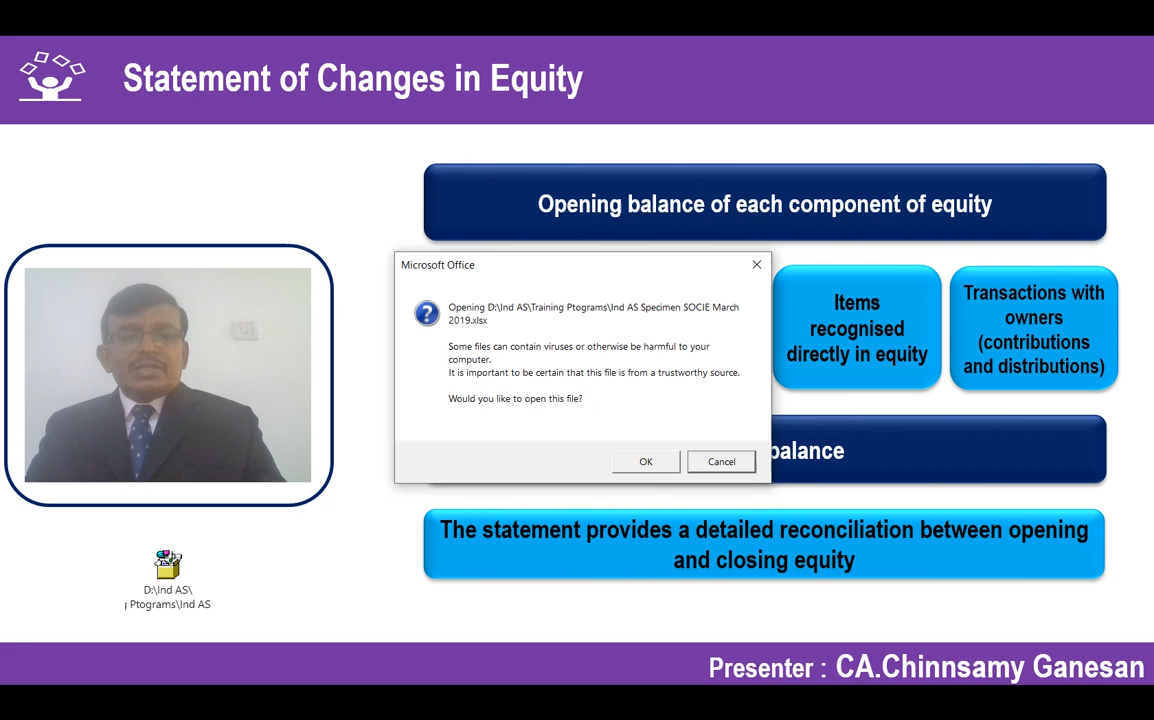 Statement of Changes in Equity
Opening balance of each component of equity
Microsoft Office
Opening D:\Ind AS\Training Ptograms\Ind AS Specimen SOCIE March
2019.xlsx
Some files can contain viruses or otherwise be harmful to your
computer.
It is important to be certain that this file is from a trustworthy source.
Would you like to open this file?
OK
Cancel
Items
recognised
directly in equity
Transactions with
owners
(contributions
and distributions)
balance
The statement provides a detailed reconciliation between opening
and closing equity
D:\Ind AS\
Ptograms\Ind AS
Presenter : CA.Chinnsamy Ganesan